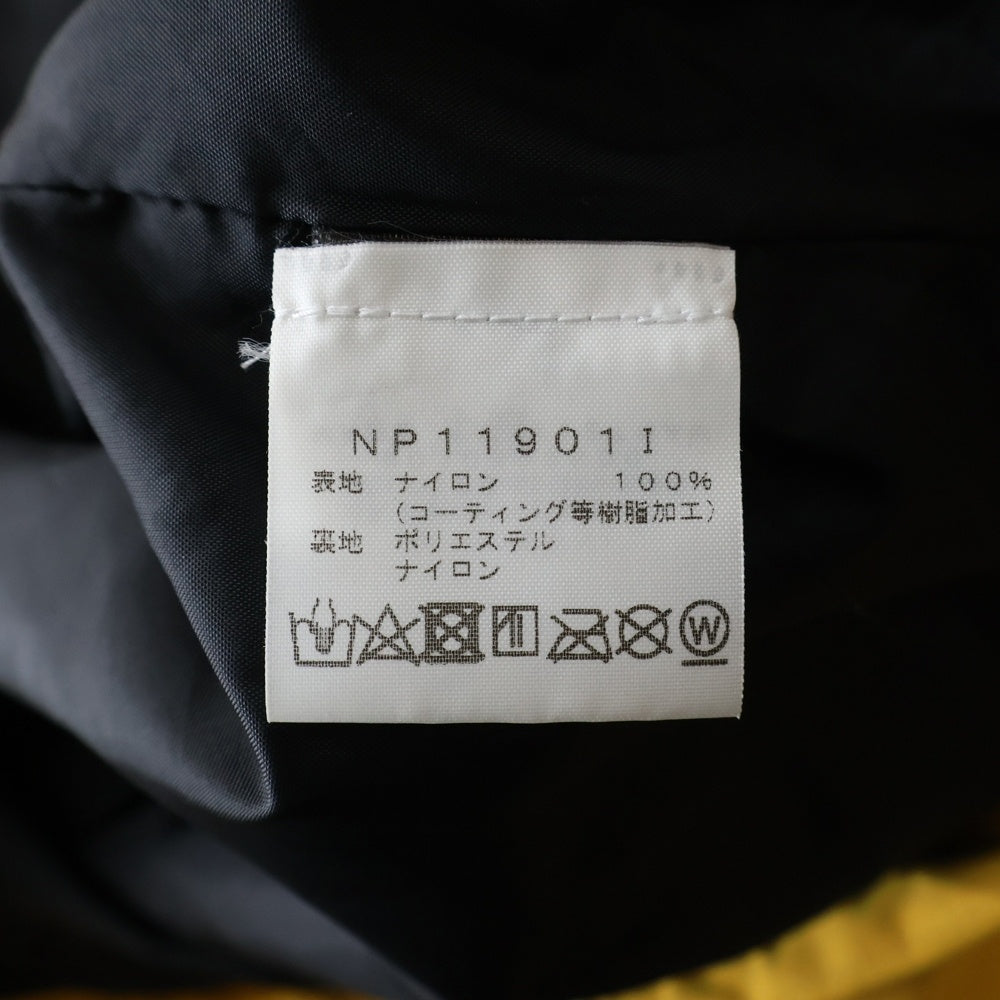 NP11901I
表地 ナイロン 100%
(コーティング等樹脂加工)
裏地 ポリエステル
ナイロン
W